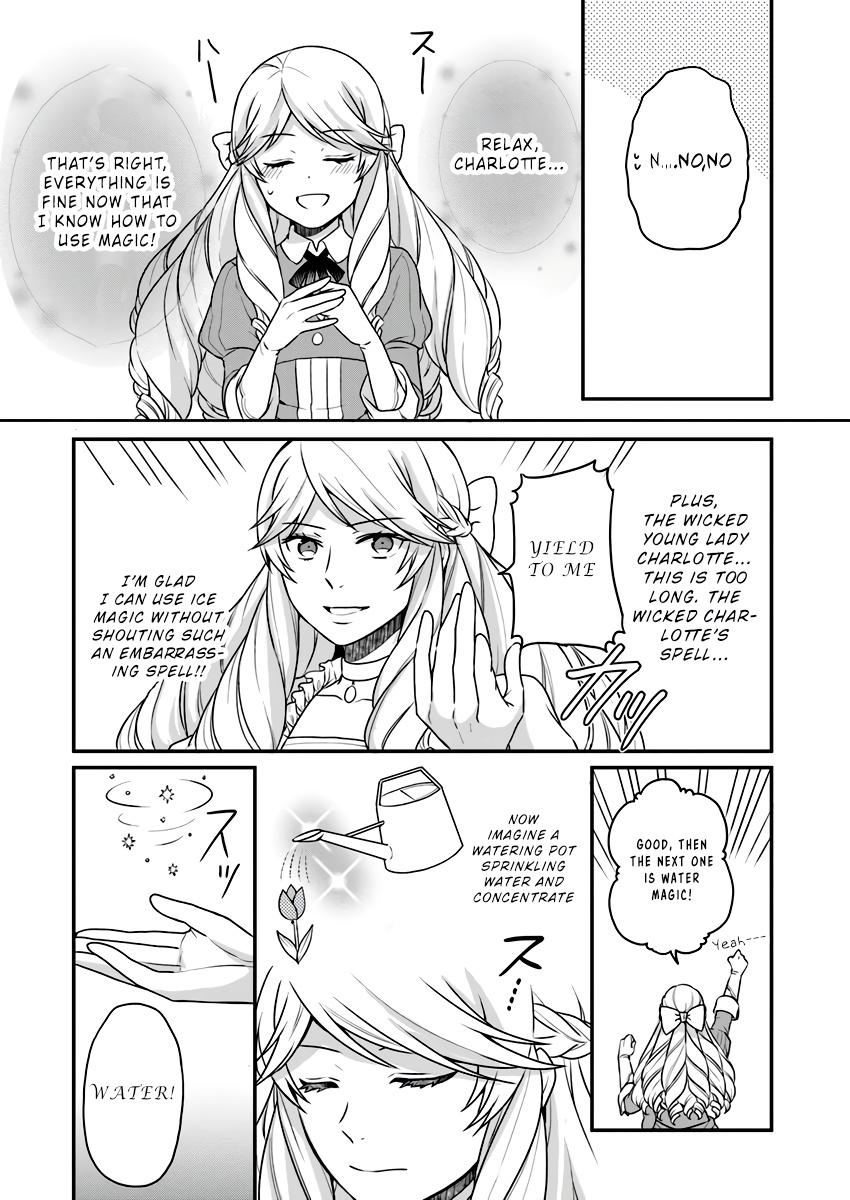 N....NO,NO
スー
RELAX,
CHARLOTTE...
ハー
THAT'S RIGHT,
EVERYTHING IS
FINE NOW THAT
I KNOW HOW TO
USE MAGIC!
PLUS,
THE WICKED
YOUNG LADY
CHARLOTTE...
THIS IS TOO
LONG. THE
WICKED CHAR-
LOTTE'S
SPELL...
YIELD
TO ME
カッ
I'M GLAD
I CAN USE ICE
MAGIC WITHOUT
SHOUTING SUCH
AN EMBARRASS-
ING SPELL!!
GOOD, THEN
THE NEXT ONE
IS WATER
MAGIC!
Yeah---
NOW
IMAGINE A
WATERING POT
SPRINKLING
WATER AND
CONCENTRATE
ス……
スッ
WATER!